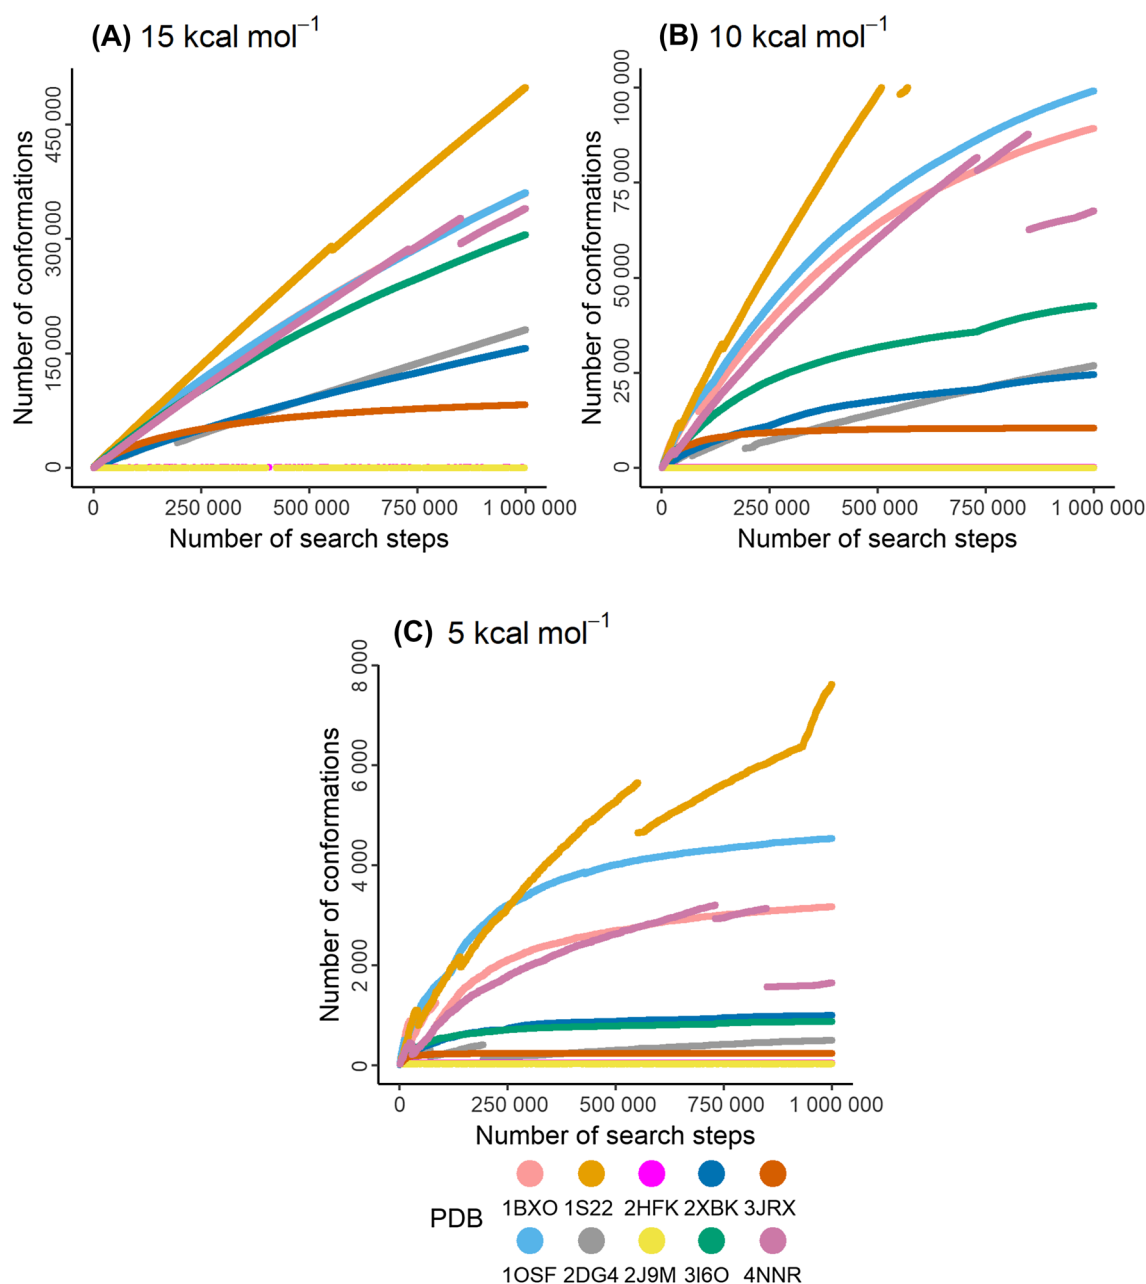 (A) 15 kcal mol⁻¹
Number of conformations
450 000
300 000
150 000
0
0 250 000 500 000 750 000 1 000 000
Number of search steps
(B) 10 kcal mol⁻¹
Number of conformations
100 000
75 000
50 000
25 000
0
0 250 000 500 000 750 000 1 000 000
Number of search steps
(C) 5 kcal mol⁻¹
Number of conformations
8 000
6 000
4 000
2 000
0
0 250 000 500 000 750 000 1 000 000
Number of search steps
PDB
1BXO 1S22 2HFK 2XBK 3JRX
1OSF 2DG4 2J9M 3I6O 4NNR